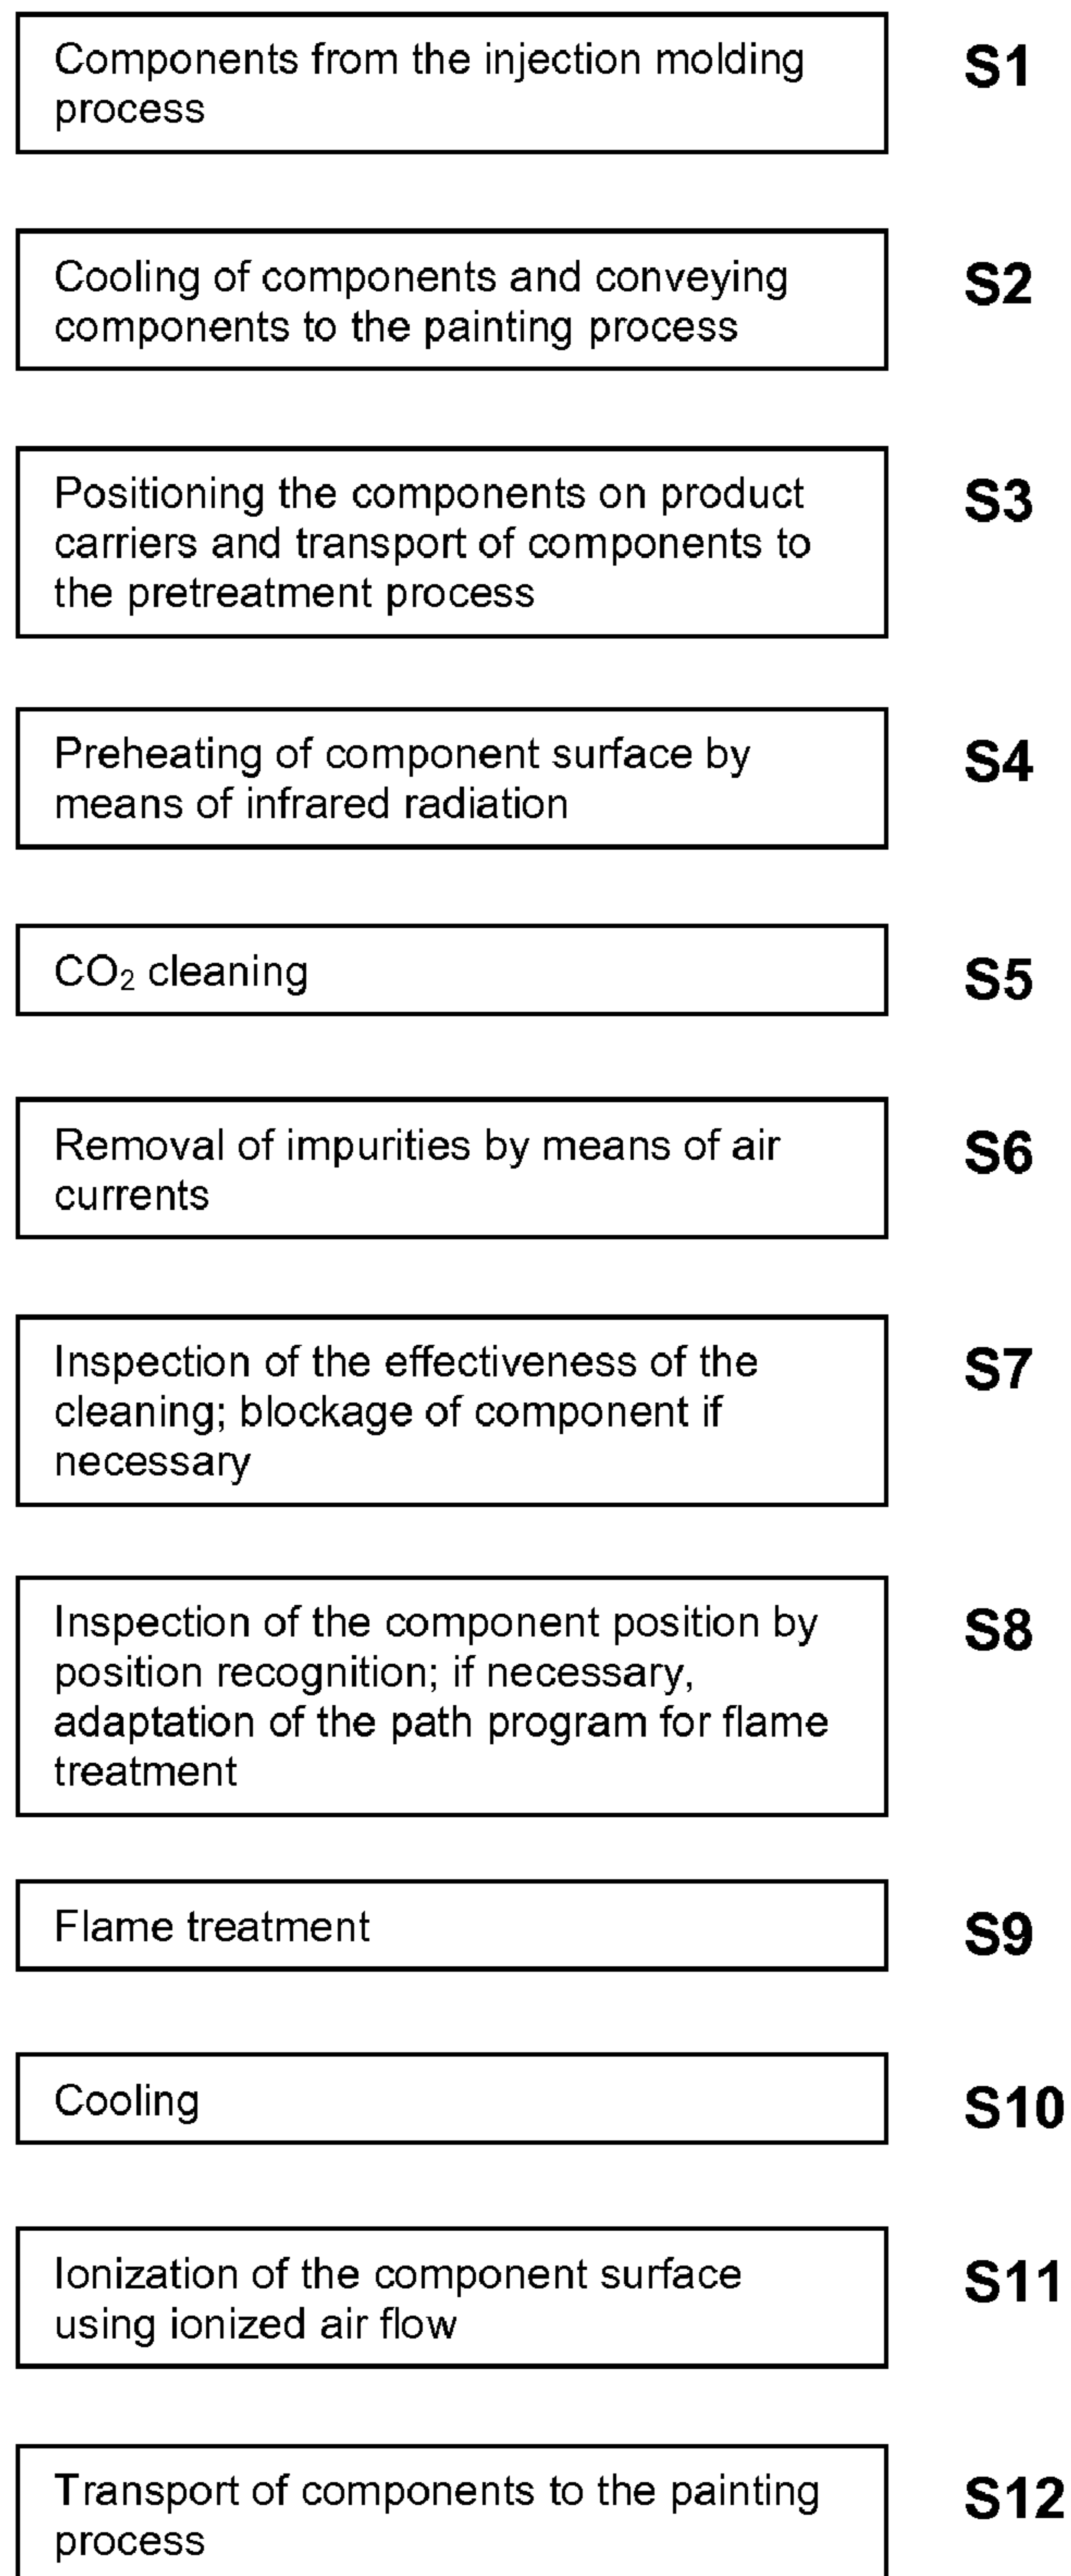 Components from the injection molding
process
S1
Cooling of components and conveying
components to the painting process
S2
Positioning the components on product
carriers and transport of components to
the pretreatment process
S3
Preheating of component surface by
means of infrared radiation
S4
CO₂ cleaning
S5
Removal of impurities by means of air
currents
S6
Inspection of the effectiveness of the
cleaning; blockage of component if
necessary
S7
Inspection of the component position by
position recognition; if necessary,
adaptation of the path program for flame
treatment
S8
Flame treatment
S9
Cooling
S10
Ionization of the component surface
using ionized air flow
S11
Transport of components to the painting
process
S12